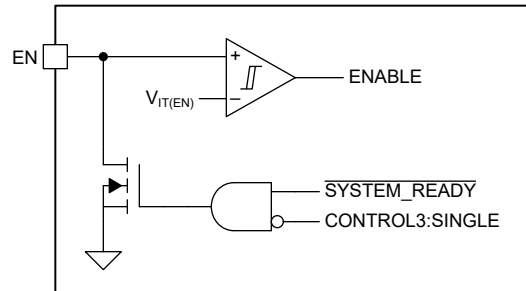 EN
+
ENABLE
V_IT(EN)
−
SYSTEM_READY
CONTROL3:SINGLE